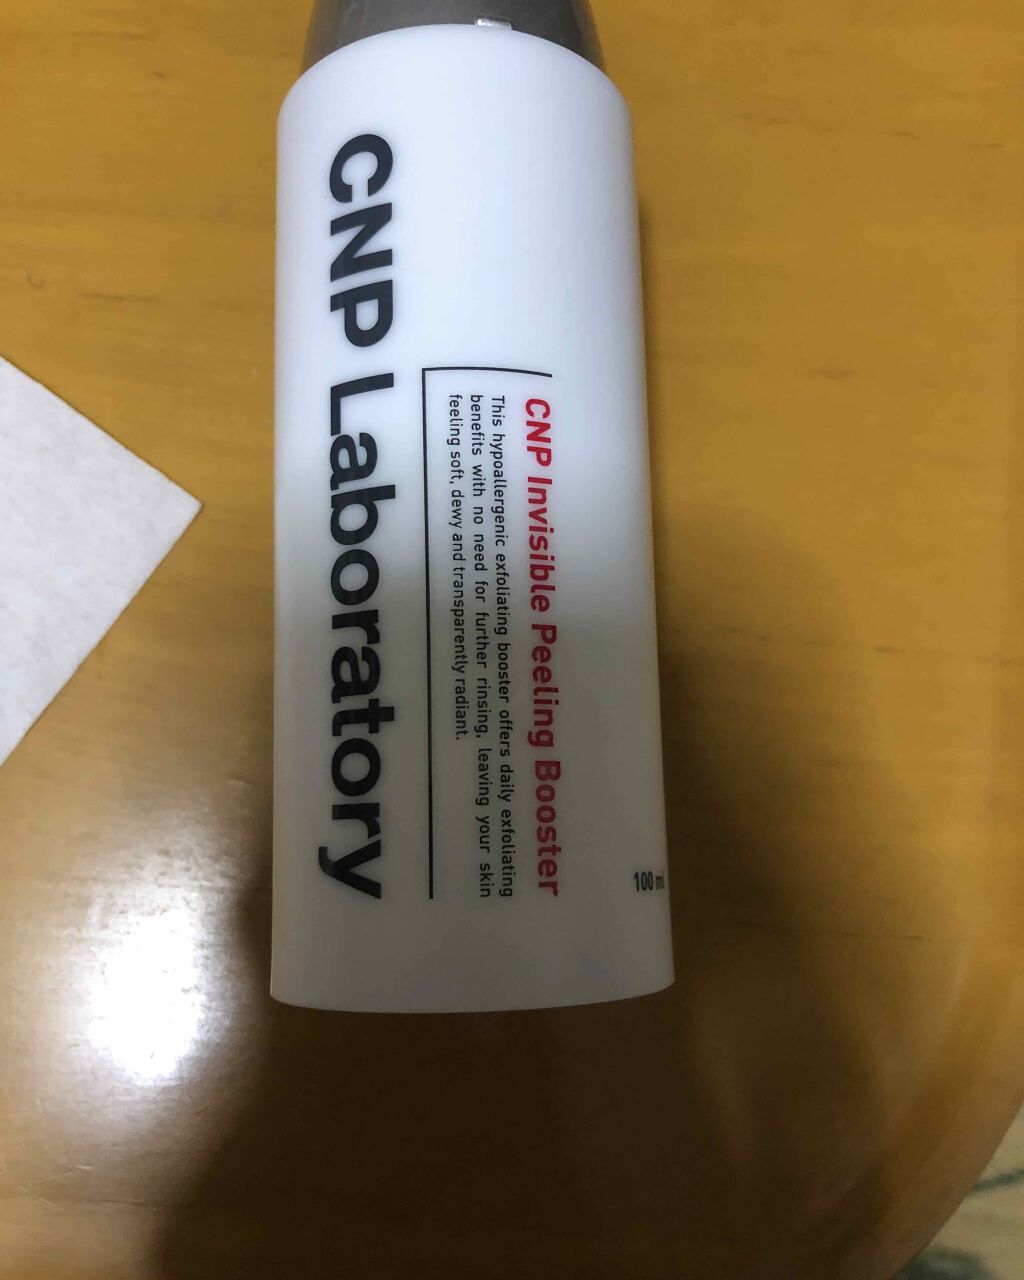 CNP Laboratory
CNP Invisible Peeling Booster
This hypoallergenic exfoliating booster offers daily exfoliating
benefits with no need for further rinsing, leaving your skin
feeling soft, dewy and transparently radiant.
100 ml